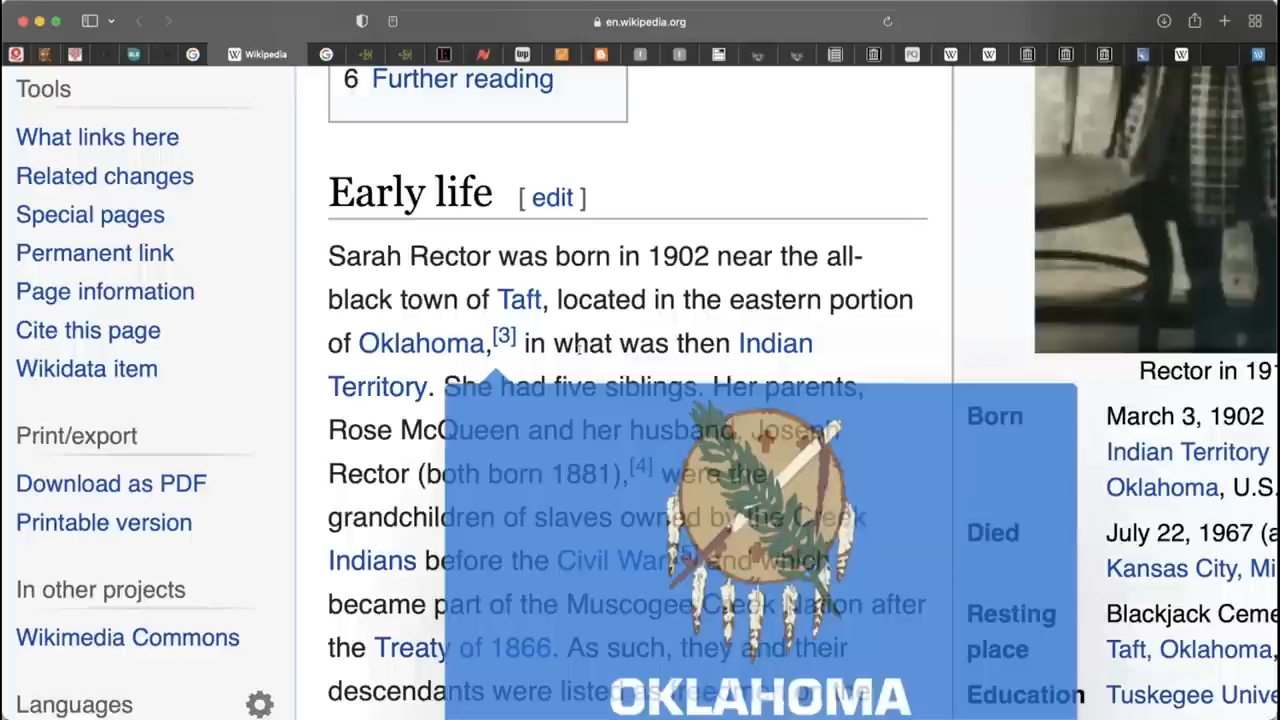 en.wikipedia.org
Wikipedia
Tools
What links here
Related changes
Special pages
Permanent link
Page information
Cite this page
Wikidata item
Print/export
Download as PDF
Printable version
In other projects
Wikimedia Commons
Languages
6 Further reading
Early life [ edit ]
Sarah Rector was born in 1902 near the all-
black town of Taft, located in the eastern portion
of Oklahoma,[3] in what was then Indian
Territory. She had five siblings. Her parents,
Rose McQueen and her husband, Joseph
Rector (both born 1881),[4] were the
grandchildren of slaves owned by the Creek
Indians before the Civil War[5] and which
became part of the Muscogee Creek Nation after
the Treaty of 1866. As such, they and their
descendants were listed as freedmen on the
OKLAHOMA
Rector in 19
Born March 3, 1902
Indian Territory
Oklahoma, U.S.
Died July 22, 1967 (a
Kansas City, Mi
Resting place Blackjack Ceme
Taft, Oklahoma,
Education Tuskegee Unive